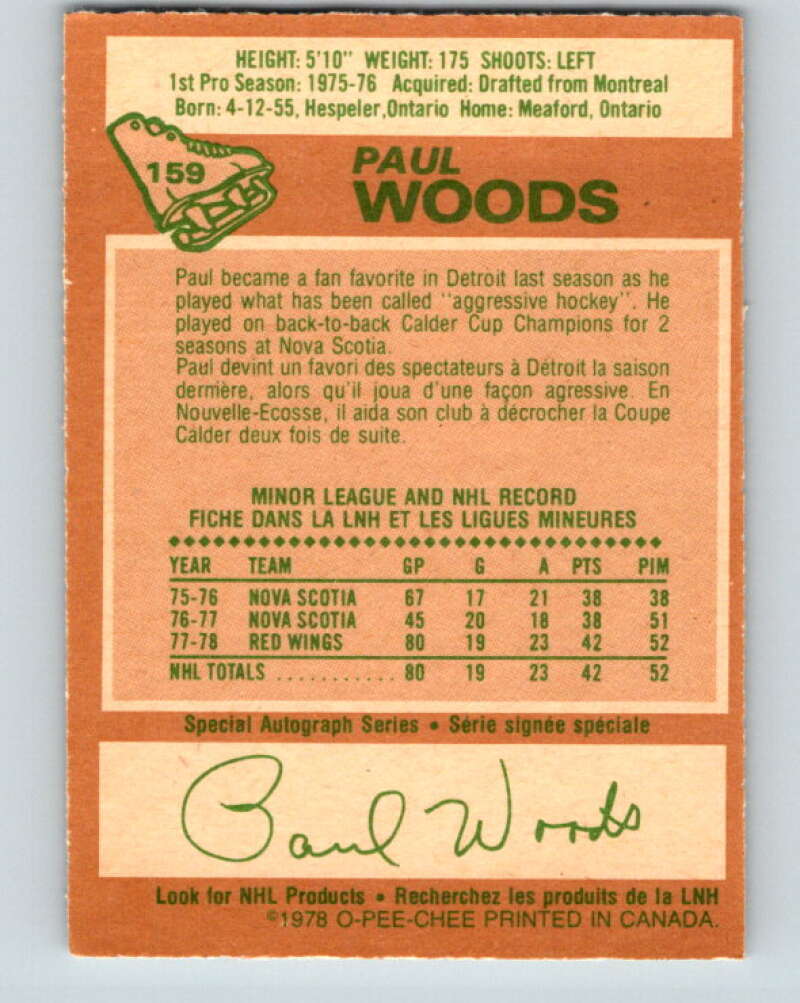 HEIGHT: 5'10" WEIGHT: 175 SHOOTS: LEFT
1st Pro Season: 1975-76 Acquired: Drafted from Montreal
Born: 4-12-55, Hespeler, Ontario Home: Meaford, Ontario
159
PAUL
WOODS
Paul became a fan favorite in Detroit last season as he
played what has been called "aggressive hockey". He
played on back-to-back Calder Cup Champions for 2
seasons at Nova Scotia.
Paul devint un favori des spectateurs à Détroit la saison
dernière, alors qu'il joua d'une façon agressive. En
Nouvelle-Ecosse, il aida son club à décrocher la Coupe
Calder deux fois de suite.
MINOR LEAGUE AND NHL RECORD
FICHE DANS LA LNH ET LES LIGUES MINEURES
YEAR TEAM GP G A PTS PIM
75-76 NOVA SCOTIA 67 17 21 38 38
76-77 NOVA SCOTIA 45 20 18 38 51
77-78 RED WINGS 80 19 23 42 52
NHL TOTALS ........... 80 19 23 42 52
Special Autograph Series • Série signée spéciale
Paul Woods
Look for NHL Products • Recherchez les produits de la LNH
©1978 O-PEE-CHEE PRINTED IN CANADA.